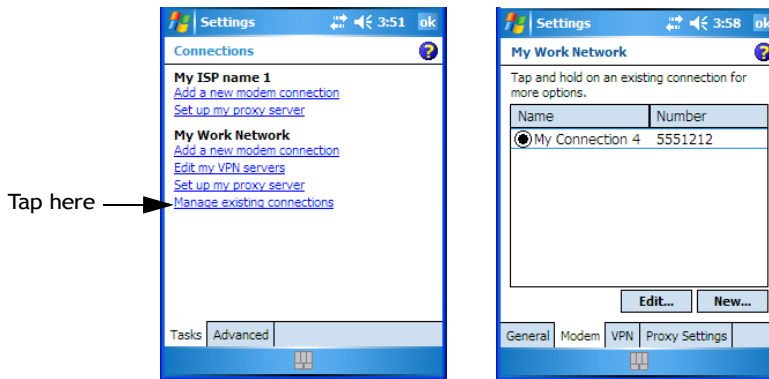 Settings 3:51 ok
Connections
My ISP name 1
Add a new modem connection
Set up my proxy server
My Work Network
Add a new modem connection
Edit my VPN servers
Set up my proxy server
Manage existing connections
Tap here
Tasks Advanced
Settings 3:58 ok
My Work Network
Tap and hold on an existing connection for
more options.
Name Number
My Connection 4 5551212
Edit... New...
General Modem VPN Proxy Settings